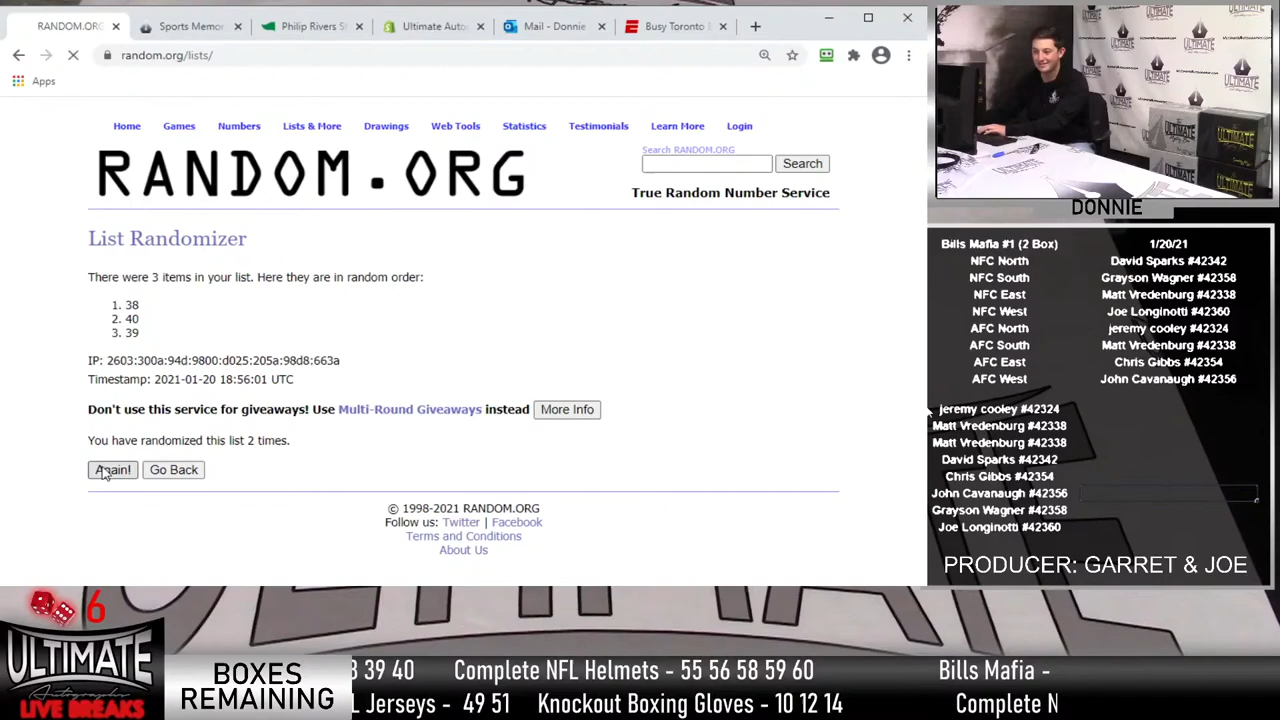 RANDOM.ORG
Sports Memor
Philip Rivers S
Ultimate Auto
Mail - Donnie
Busy Toronto
random.org/lists/
Apps
Home Games Numbers Lists & More Drawings Web Tools Statistics Testimonials Learn More Login
RANDOM.ORG
Search RANDOM.ORG
Search
True Random Number Service
List Randomizer
There were 3 items in your list. Here they are in random order:
1. 38
2. 40
3. 39
IP: 2603:300a:94d:9800:d025:205a:98d8:663a
Timestamp: 2021-01-20 18:56:01 UTC
Don't use this service for giveaways! Use Multi-Round Giveaways instead More Info
You have randomized this list 2 times.
Again! Go Back
© 1998-2021 RANDOM.ORG
Follow us: Twitter | Facebook
Terms and Conditions
About Us
ULTIMATE
DONNIE
Bills Mafia #1 (2 Box) 1/20/21
NFC North David Sparks #42342
NFC South Grayson Wagner #42358
NFC East Matt Vredenburg #42338
NFC West Joe Longinotti #42360
AFC North jeremy cooley #42324
AFC South Matt Vredenburg #42338
AFC East Chris Gibbs #42354
AFC West John Cavanaugh #42356
jeremy cooley #42324
Matt Vredenburg #42338
Matt Vredenburg #42338
David Sparks #42342
Chris Gibbs #42354
John Cavanaugh #42356
Grayson Wagner #42358
Joe Longinotti #42360
PRODUCER: GARRET & JOE
6
ULTIMATE
Autographs
LIVE BREAKS
BOXES
REMAINING
39 40 Complete NFL Helmets - 55 56 58 59 60 Bills Mafia -
L Jerseys - 49 51 Knockout Boxing Gloves - 10 12 14 Complete N